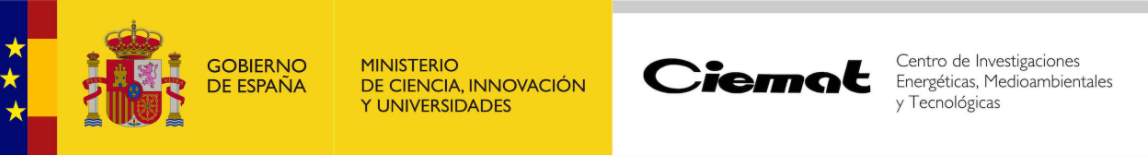 GOBIERNO
DE ESPAÑA
MINISTERIO
DE CIENCIA, INNOVACIÓN
Y UNIVERSIDADES
Ciemat
Centro de Investigaciones
Energéticas, Medioambientales
y Tecnológicas